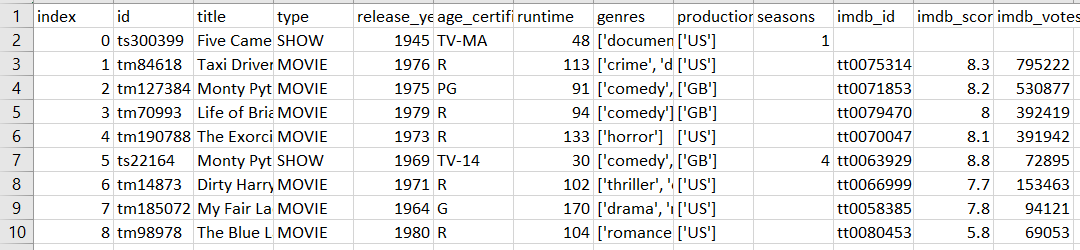 1 index id title type release_ye age_certifi runtime genres production seasons imdb_id imdb_scor imdb_votes
2 0 ts300399 Five Came SHOW 1945 TV-MA 48 ['documen ['US'] 1
3 1 tm84618 Taxi Driver MOVIE 1976 R 113 ['crime', 'd ['US'] tt0075314 8.3 795222
4 2 tm127384 Monty Pyt MOVIE 1975 PG 91 ['comedy', ['GB'] tt0071853 8.2 530877
5 3 tm70993 Life of Bria MOVIE 1979 R 94 ['comedy'] ['GB'] tt0079470 8 392419
6 4 tm190788 The Exorci MOVIE 1973 R 133 ['horror'] ['US'] tt0070047 8.1 391942
7 5 ts22164 Monty Pyt SHOW 1969 TV-14 30 ['comedy', ['GB'] 4 tt0063929 8.8 72895
8 6 tm14873 Dirty Harry MOVIE 1971 R 102 ['thriller', ' ['US'] tt0066999 7.7 153463
9 7 tm185072 My Fair La MOVIE 1964 G 170 ['drama', ' ['US'] tt0058385 7.8 94121
10 8 tm98978 The Blue L MOVIE 1980 R 104 ['romance ['US'] tt0080453 5.8 69053